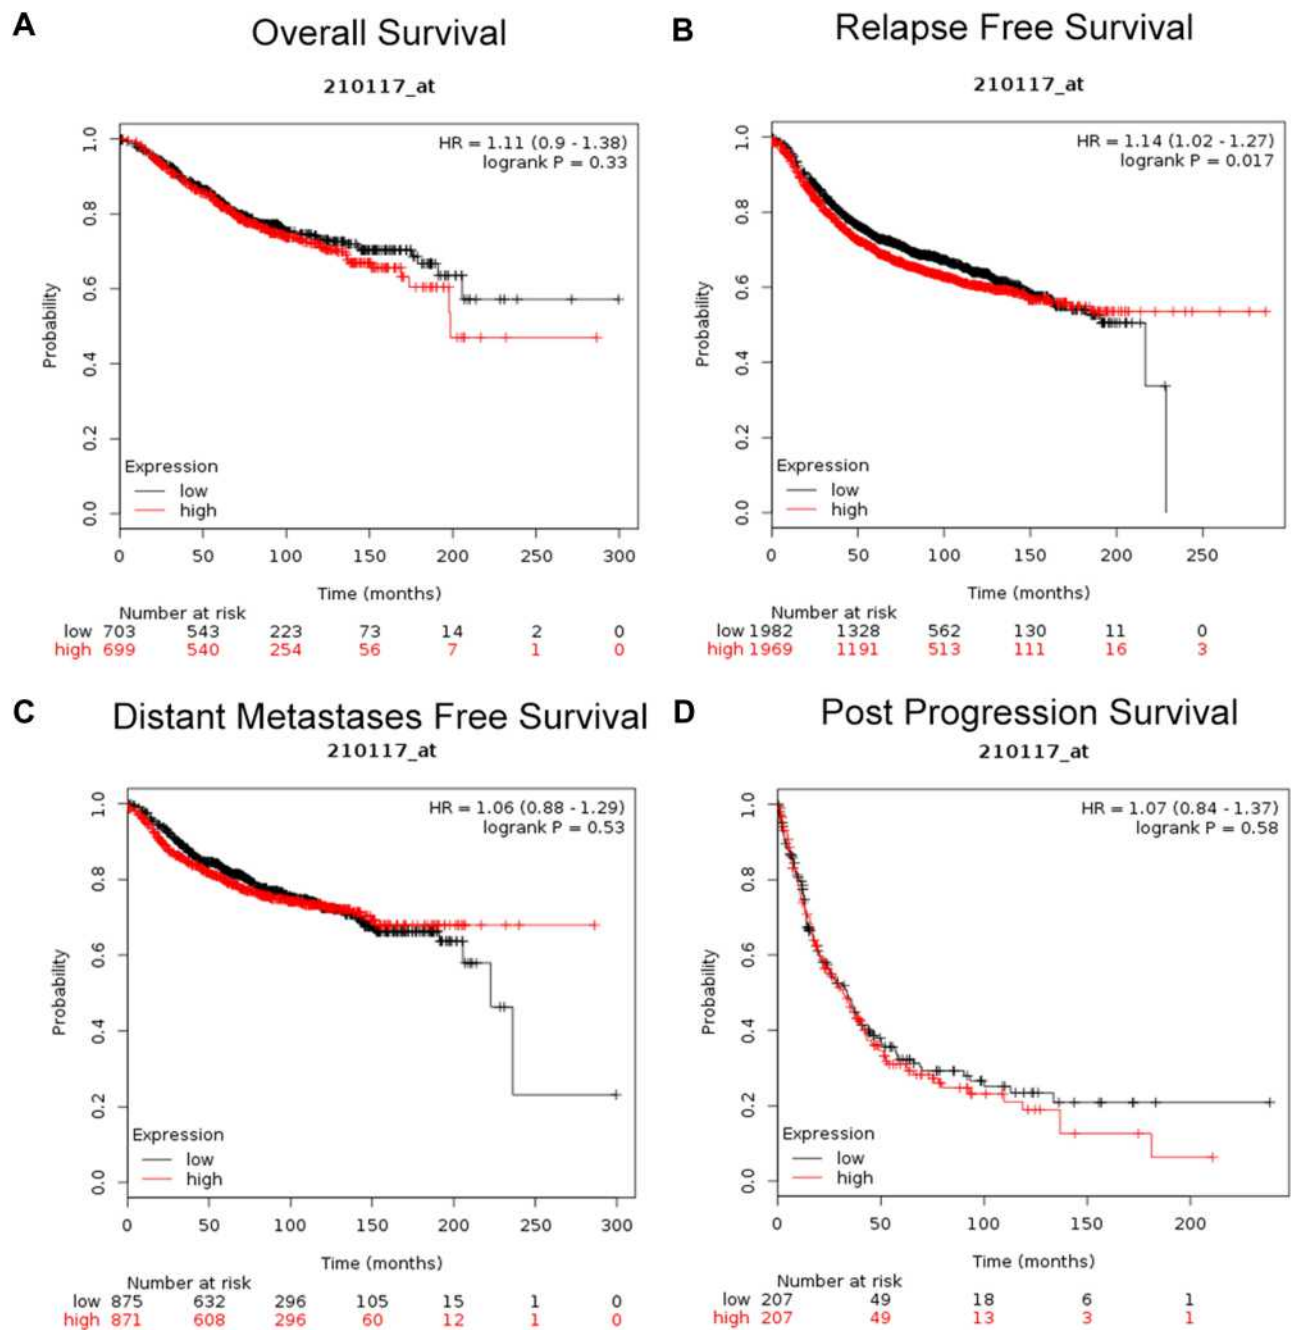 A
Overall Survival
210117_at
HR = 1.11 (0.9 - 1.38)
logrank P = 0.33
Probability
1.0
0.8
0.6
0.4
0.2
0.0
Expression
low
high
0 50 100 150 200 250 300
Time (months)
Number at risk
low 703 543 223 73 14 2 0
high 699 540 254 56 7 1 0
B
Relapse Free Survival
210117_at
HR = 1.14 (1.02 - 1.27)
logrank P = 0.017
Probability
1.0
0.8
0.6
0.4
0.2
0.0
Expression
low
high
0 50 100 150 200 250
Time (months)
Number at risk
low 1982 1328 562 130 11 0
high 1969 1191 513 111 16 3
C
Distant Metastases Free Survival
210117_at
HR = 1.06 (0.88 - 1.29)
logrank P = 0.53
Probability
1.0
0.8
0.6
0.4
0.2
0.0
Expression
low
high
0 50 100 150 200 250 300
Time (months)
Number at risk
low 875 632 296 105 15 1 0
high 871 608 296 60 12 1 0
D
Post Progression Survival
210117_at
HR = 1.07 (0.84 - 1.37)
logrank P = 0.58
Probability
1.0
0.8
0.6
0.4
0.2
0.0
Expression
low
high
0 50 100 150 200
Time (months)
Number at risk
low 207 49 18 6 1
high 207 49 13 3 1